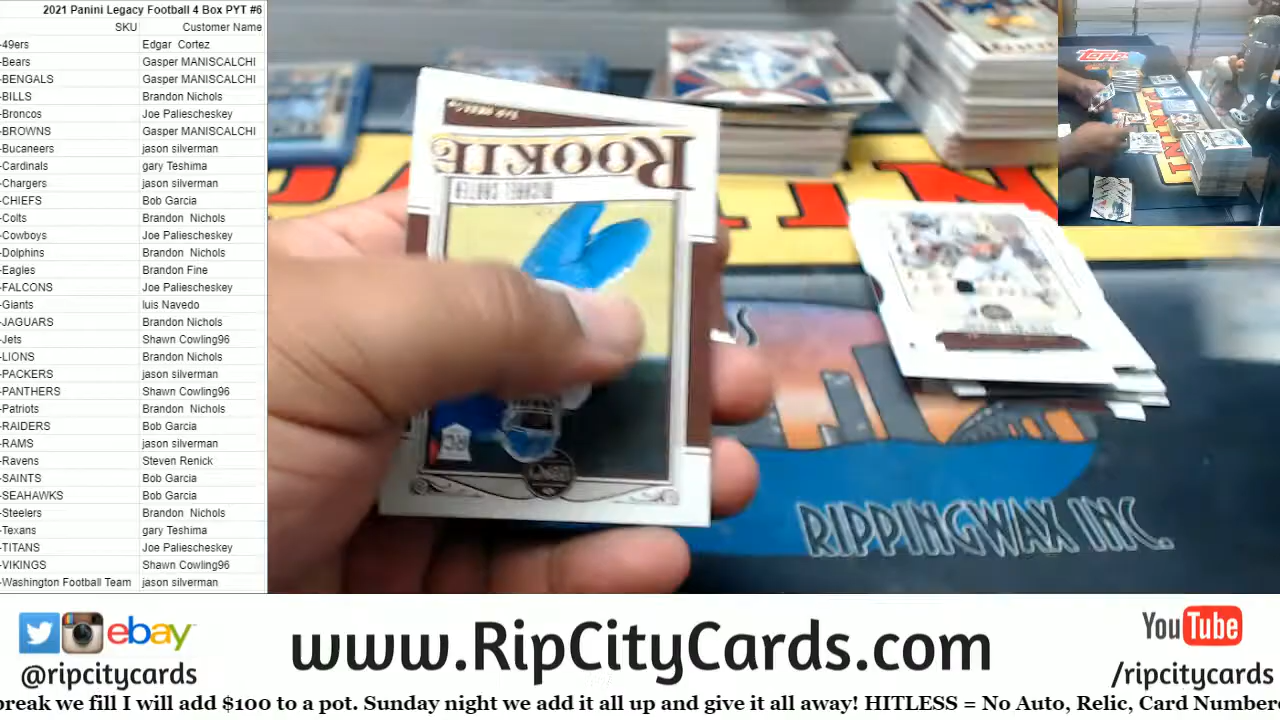 2021 Panini Legacy Football 4 Box PYT #6
SKU Customer Name
-49ers Edgar Cortez
-Bears Gasper MANISCALCHI
-BENGALS Gasper MANISCALCHI
-BILLS Brandon Nichols
-Broncos Joe Paliescheskey
-BROWNS Gasper MANISCALCHI
-Bucaneers jason silverman
-Cardinals gary Teshima
-Chargers jason silverman
-CHIEFS Bob Garcia
-Colts Brandon Nichols
-Cowboys Joe Paliescheskey
-Dolphins Brandon Nichols
-Eagles Brandon Fine
-FALCONS Joe Paliescheskey
-Giants luis Navedo
-JAGUARS Brandon Nichols
-Jets Shawn Cowling96
-LIONS Brandon Nichols
-PACKERS jason silverman
-PANTHERS Shawn Cowling96
-Patriots Brandon Nichols
-RAIDERS Bob Garcia
-RAMS jason silverman
-Ravens Steven Renick
-SAINTS Bob Garcia
-SEAHAWKS Bob Garcia
-Steelers Brandon Nichols
-Texans gary Teshima
-TITANS Joe Paliescheskey
-VIKINGS Shawn Cowling96
-Washington Football Team jason silverman
ROOKIE
MICHAEL CARTER
RC
RIPPINGWAX INC.
Topps
ebay
@ripcitycards
www.RipCityCards.com
YouTube
/ripcitycards
break we fill I will add $100 to a pot. Sunday night we add it all up and give it all away! HITLESS = No Auto, Relic, Card Numbere